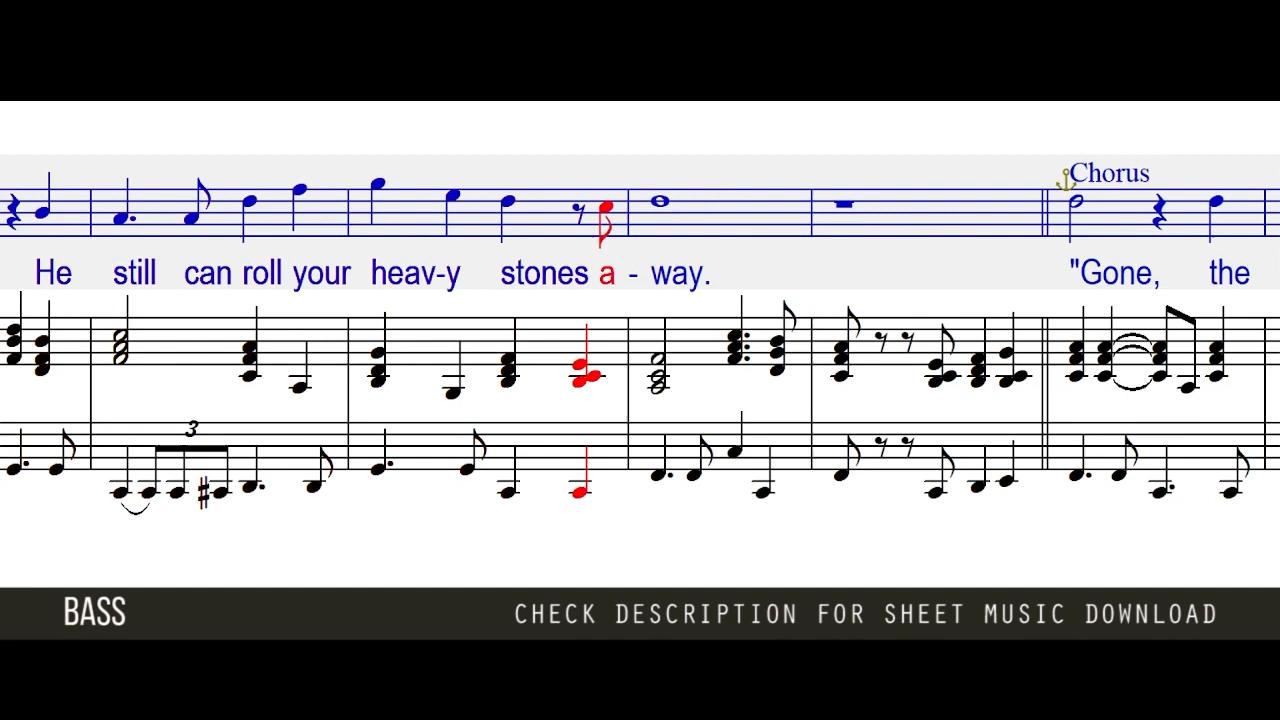 Chorus
He still can roll your heav-y stones a - way. "Gone, the
3
BASS CHECK DESCRIPTION FOR SHEET MUSIC DOWNLOAD